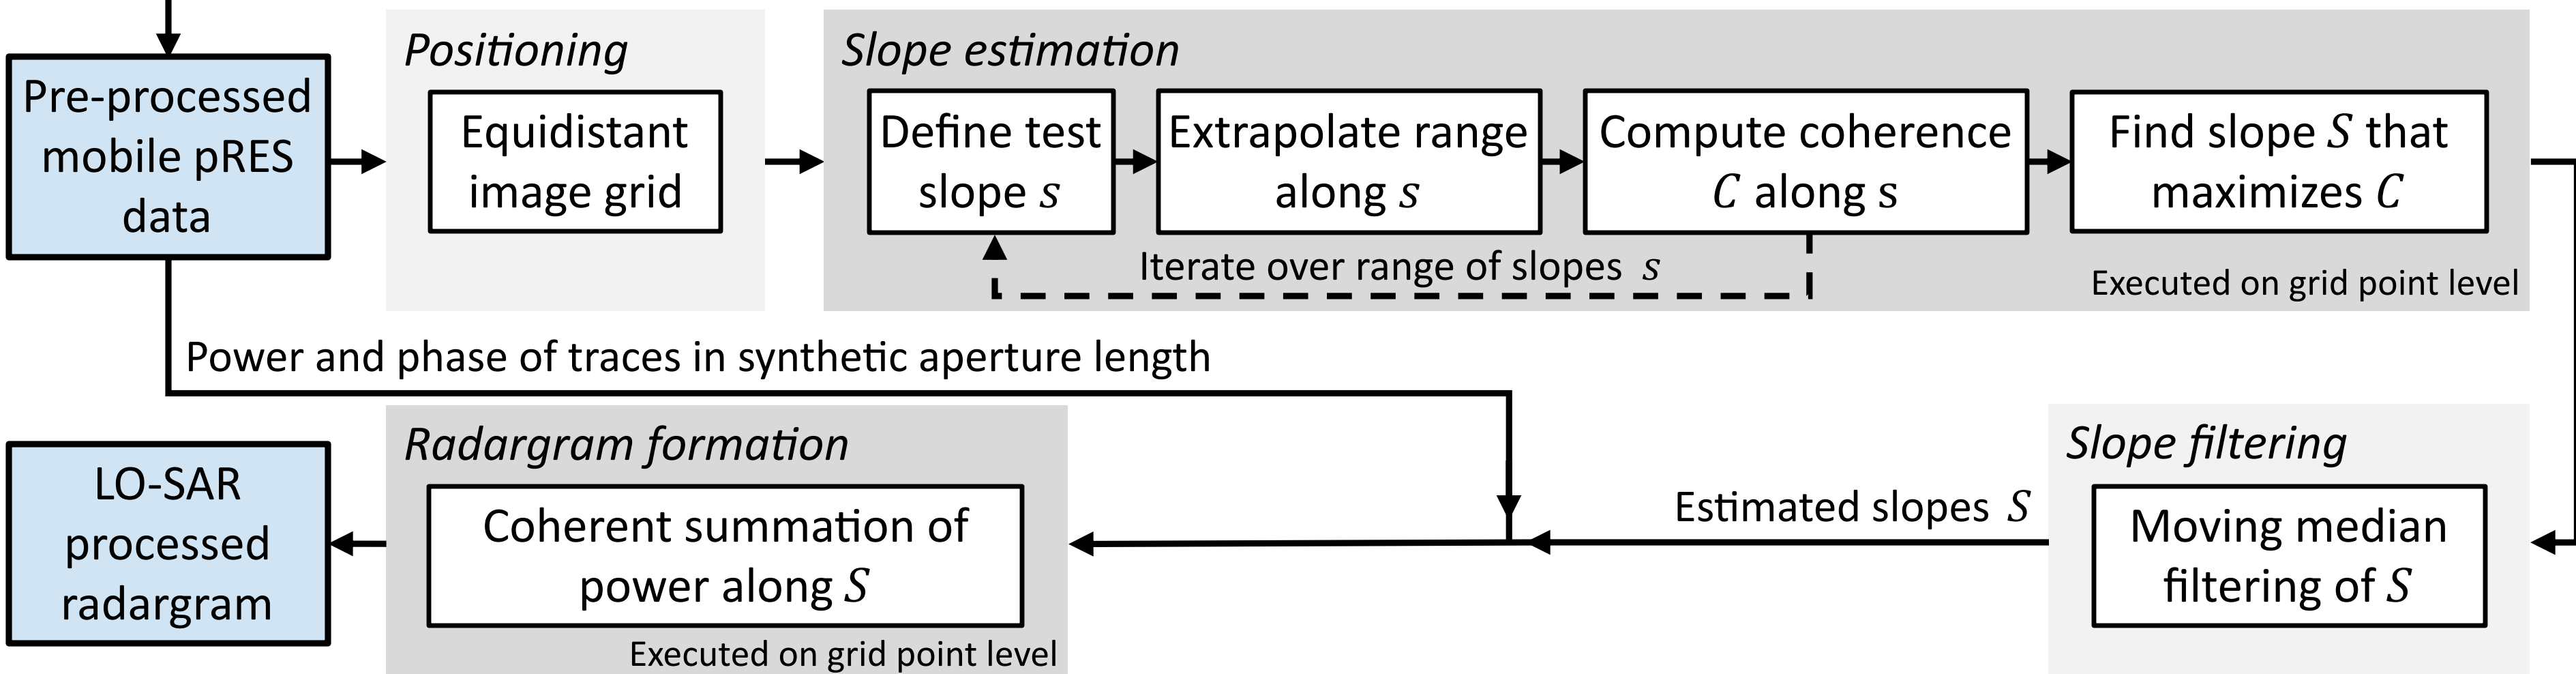 Pre-processed
mobile pRES
data
Positioning
Equidistant
image grid
Slope estimation
Define test
slope s
Extrapolate range
along s
Compute coherence
C along s
Find slope S that
maximizes C
Iterate over range of slopes s
Executed on grid point level
Power and phase of traces in synthetic aperture length
Slope filtering
Moving median
filtering of S
Estimated slopes S
Radargram formation
Coherent summation of
power along S
Executed on grid point level
LO-SAR
processed
radargram